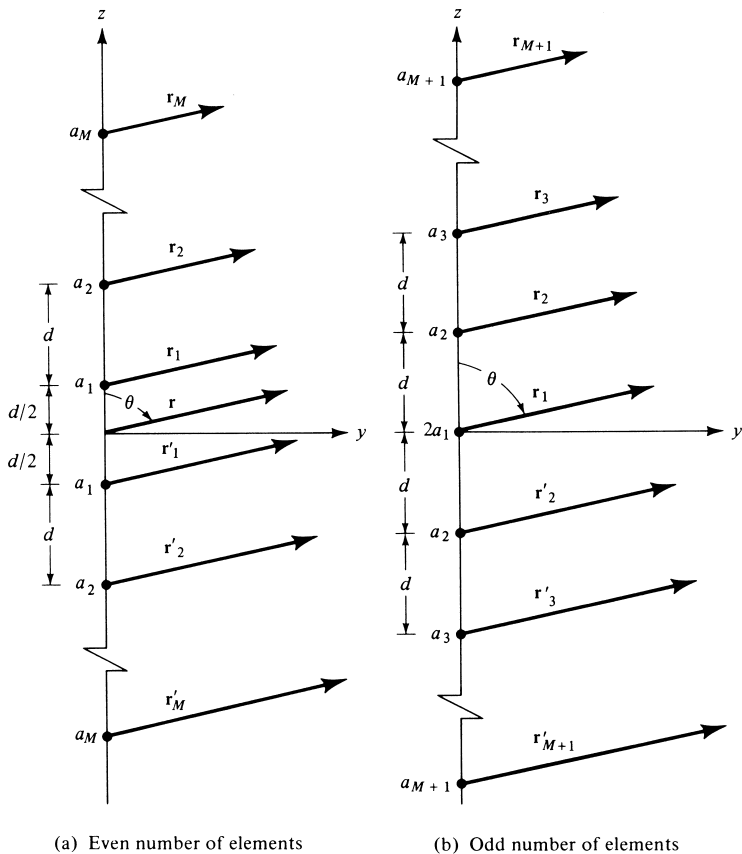 z
r_M
a_M
r_2
a_2
d
r_1
a_1
θ
r
d/2
y
d/2
r'_1
a_1
d
r'_2
a_2
r'_M
a_M
(a) Even number of elements
z
r_{M+1}
a_{M+1}
r_3
a_3
d
r_2
a_2
d
θ
r_1
2a_1
y
d
r'_2
a_2
d
r'_3
a_3
r'_{M+1}
a_{M+1}
(b) Odd number of elements